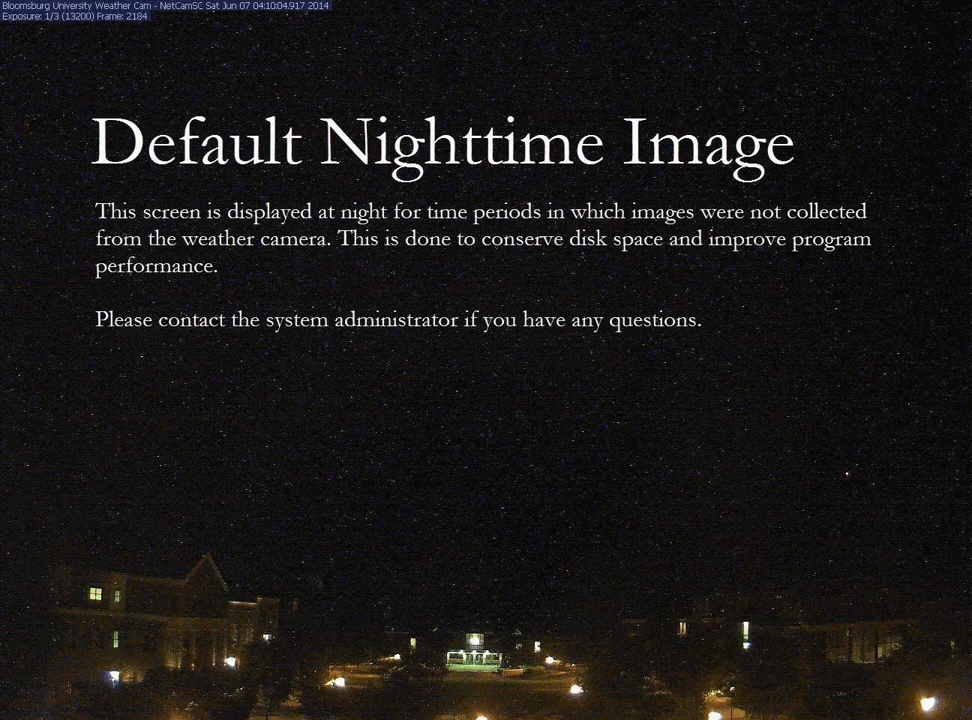 Bloomsburg University Weather Cam - NetCamSC Sat Jun 07 04:10:04.917 2014
Exposure: 1/3 (13200) Frame: 2184
Default Nighttime Image
This screen is displayed at night for time periods in which images were not collected
from the weather camera. This is done to conserve disk space and improve program
performance.
Please contact the system administrator if you have any questions.